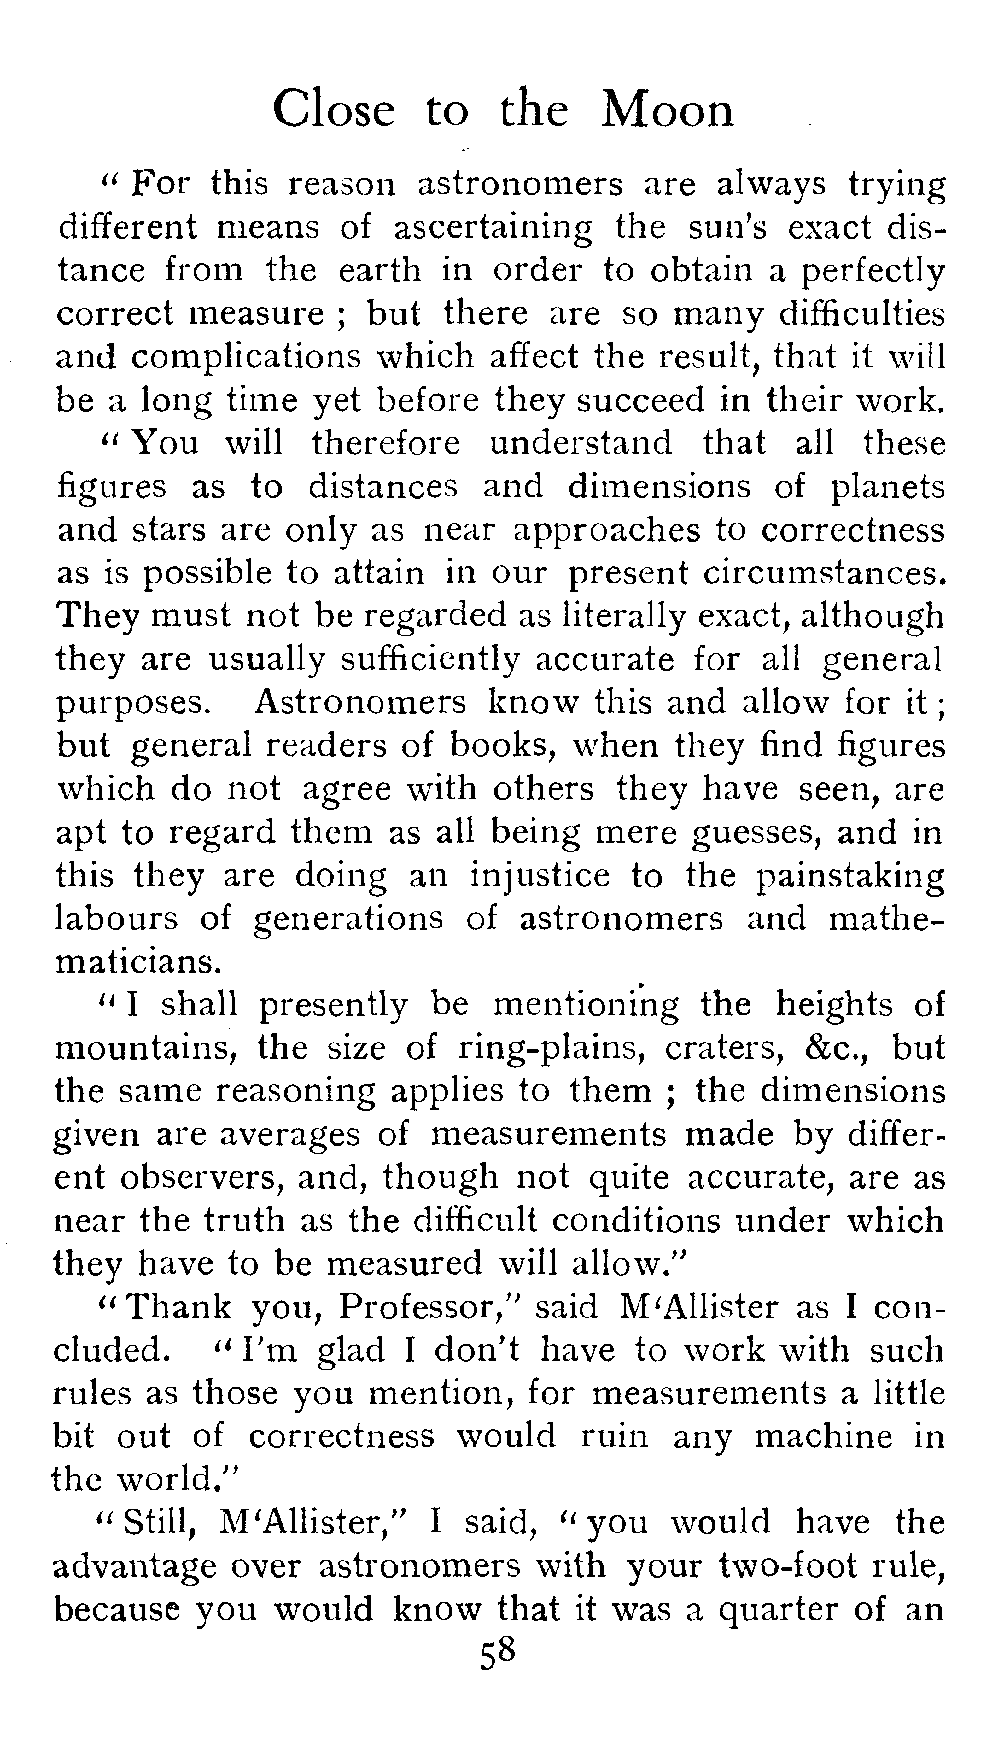 Close to the Moon
“ For this reason astronomers are always trying
different means of ascertaining the sun's exact dis-
tance from the earth in order to obtain a perfectly
correct measure ; but there are so many difficulties
and complications which affect the result, that it will
be a long time yet before they succeed in their work.
“ You will therefore understand that all these
figures as to distances and dimensions of planets
and stars are only as near approaches to correctness
as is possible to attain in our present circumstances.
They must not be regarded as literally exact, although
they are usually sufficiently accurate for all general
purposes. Astronomers know this and allow for it ;
but general readers of books, when they find figures
which do not agree with others they have seen, are
apt to regard them as all being mere guesses, and in
this they are doing an injustice to the painstaking
labours of generations of astronomers and mathe-
maticians.
“ I shall presently be mentioning the heights of
mountains, the size of ring-plains, craters, &c., but
the same reasoning applies to them ; the dimensions
given are averages of measurements made by differ-
ent observers, and, though not quite accurate, are as
near the truth as the difficult conditions under which
they have to be measured will allow.”
“ Thank you, Professor,” said M‘Allister as I con-
cluded. “ I'm glad I don't have to work with such
rules as those you mention, for measurements a little
bit out of correctness would ruin any machine in
the world.”
“ Still, M‘Allister,” I said, “ you would have the
advantage over astronomers with your two-foot rule,
because you would know that it was a quarter of an
58